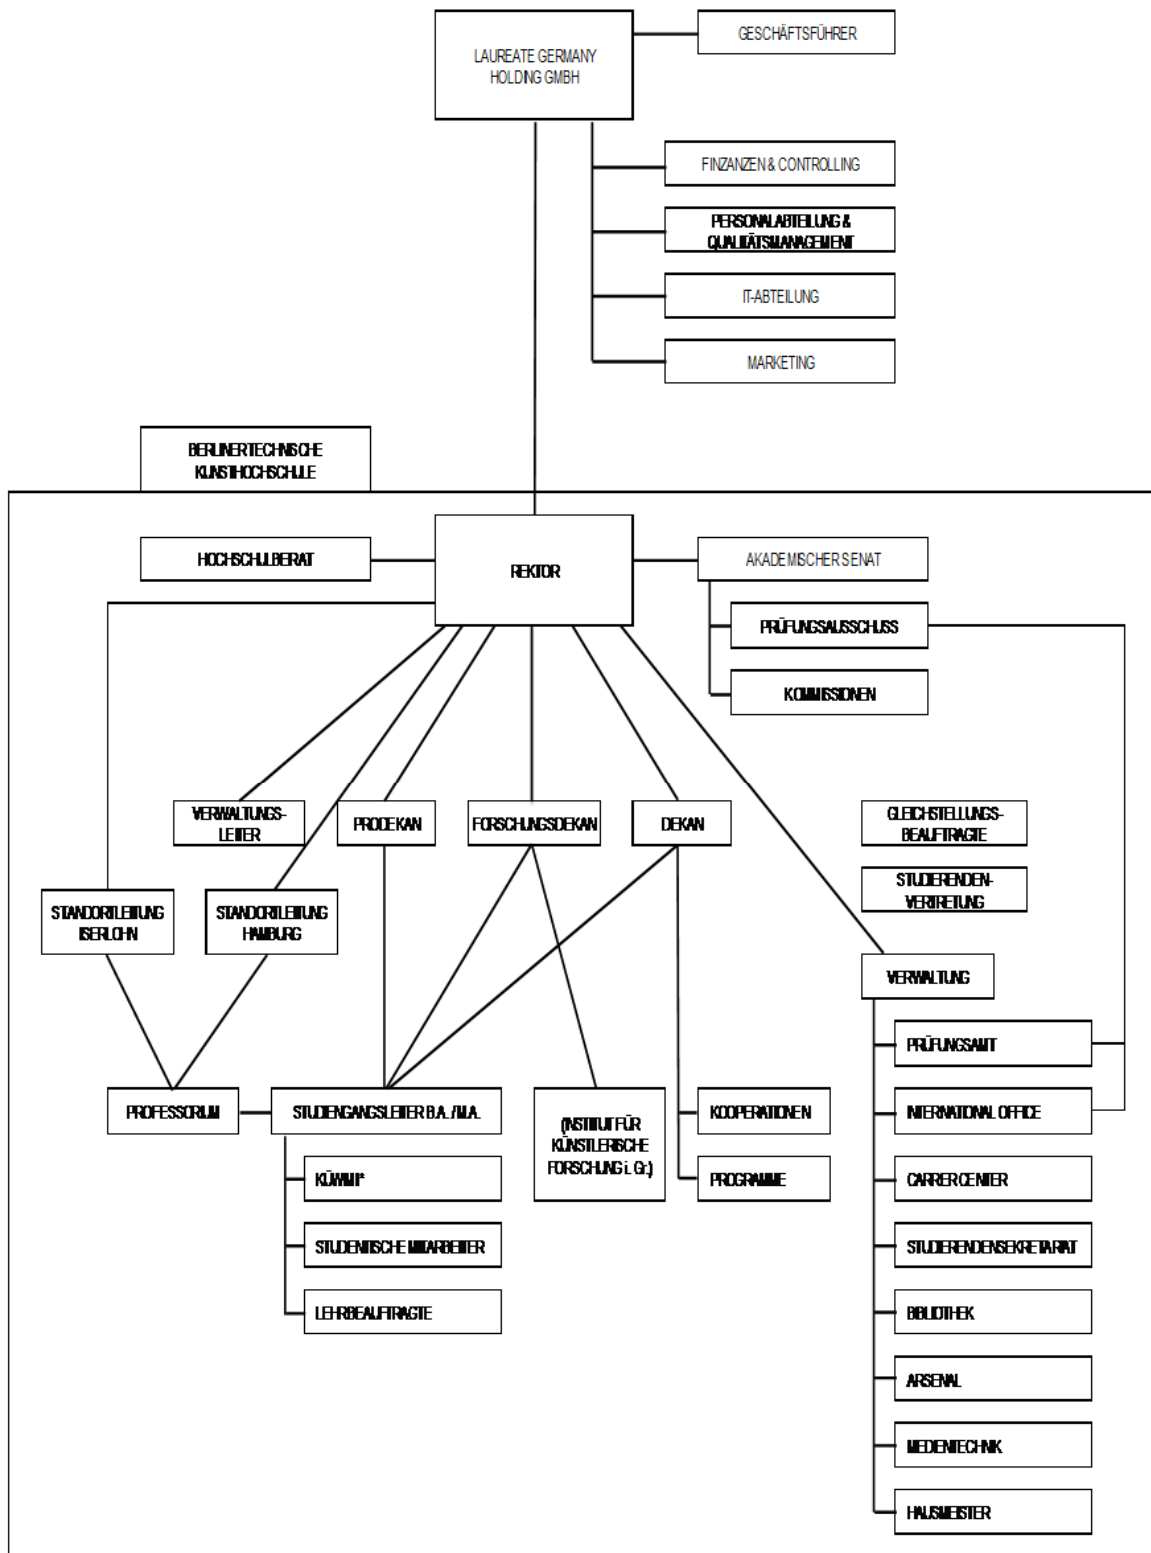 LAUREATE GERMANY
HOLDING GMBH
GESCHÄFTSFÜHRER
FINZANZEN & CONTROLLING
PERSONALABTEILUNG &
QUALITÄTSMANAGEMENT
IT-ABTEILUNG
MARKETING
BERLINER TECHNISCHE
KUNSTHOCHSCHULE
HOCHSCHULBEIRAT
REKTOR
AKADEMISCHER SENAT
PRÜFUNGSAUSSCHUSS
KOMMISSIONEN
VERWALTUNGS-
LEITER
PRODEKAN
FORSCHUNGSDEKAN
DEKAN
GLEICHSTELLUNGS-
BEAUFTRAGTE
STUDIERENDEN-
VERTRETUNG
STANDORTLEITUNG
ISERLOHN
STANDORTLEITUNG
HAMBURG
VERWALTUNG
PROFESSORIUM
STUDIENGANGSLEITER B.A. / M.A.
(INSTITUT FÜR
KÜNSTLERISCHE
FORSCHUNG i. Gr.)
KOOPERATIONEN
PROGRAMME
KÜWIMI*
STUDENTISCHE MITARBEITER
LEHRBEAUFTRAGTE
PRÜFUNGSAMT
INTERNATIONAL OFFICE
CARRER CENTER
STUDIERENDENSEKRETARIAT
BIBLIOTHEK
ARSENAL
MEDIENTECHNIK
HAUSMEISTER